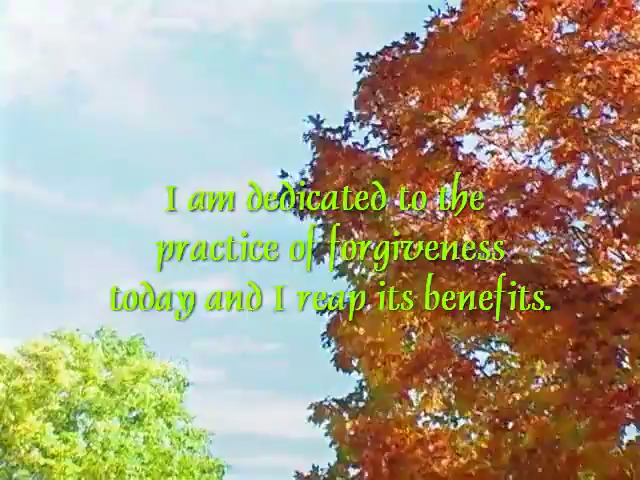 I am dedicated to the
practice of forgiveness
today and I reap its benefits.